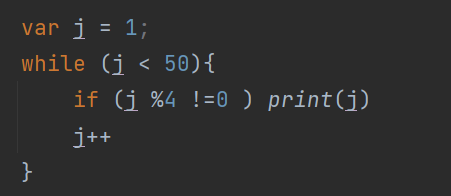 var j = 1;
while (j < 50){
    if (j %4 !=0 ) print(j)
    j++
}